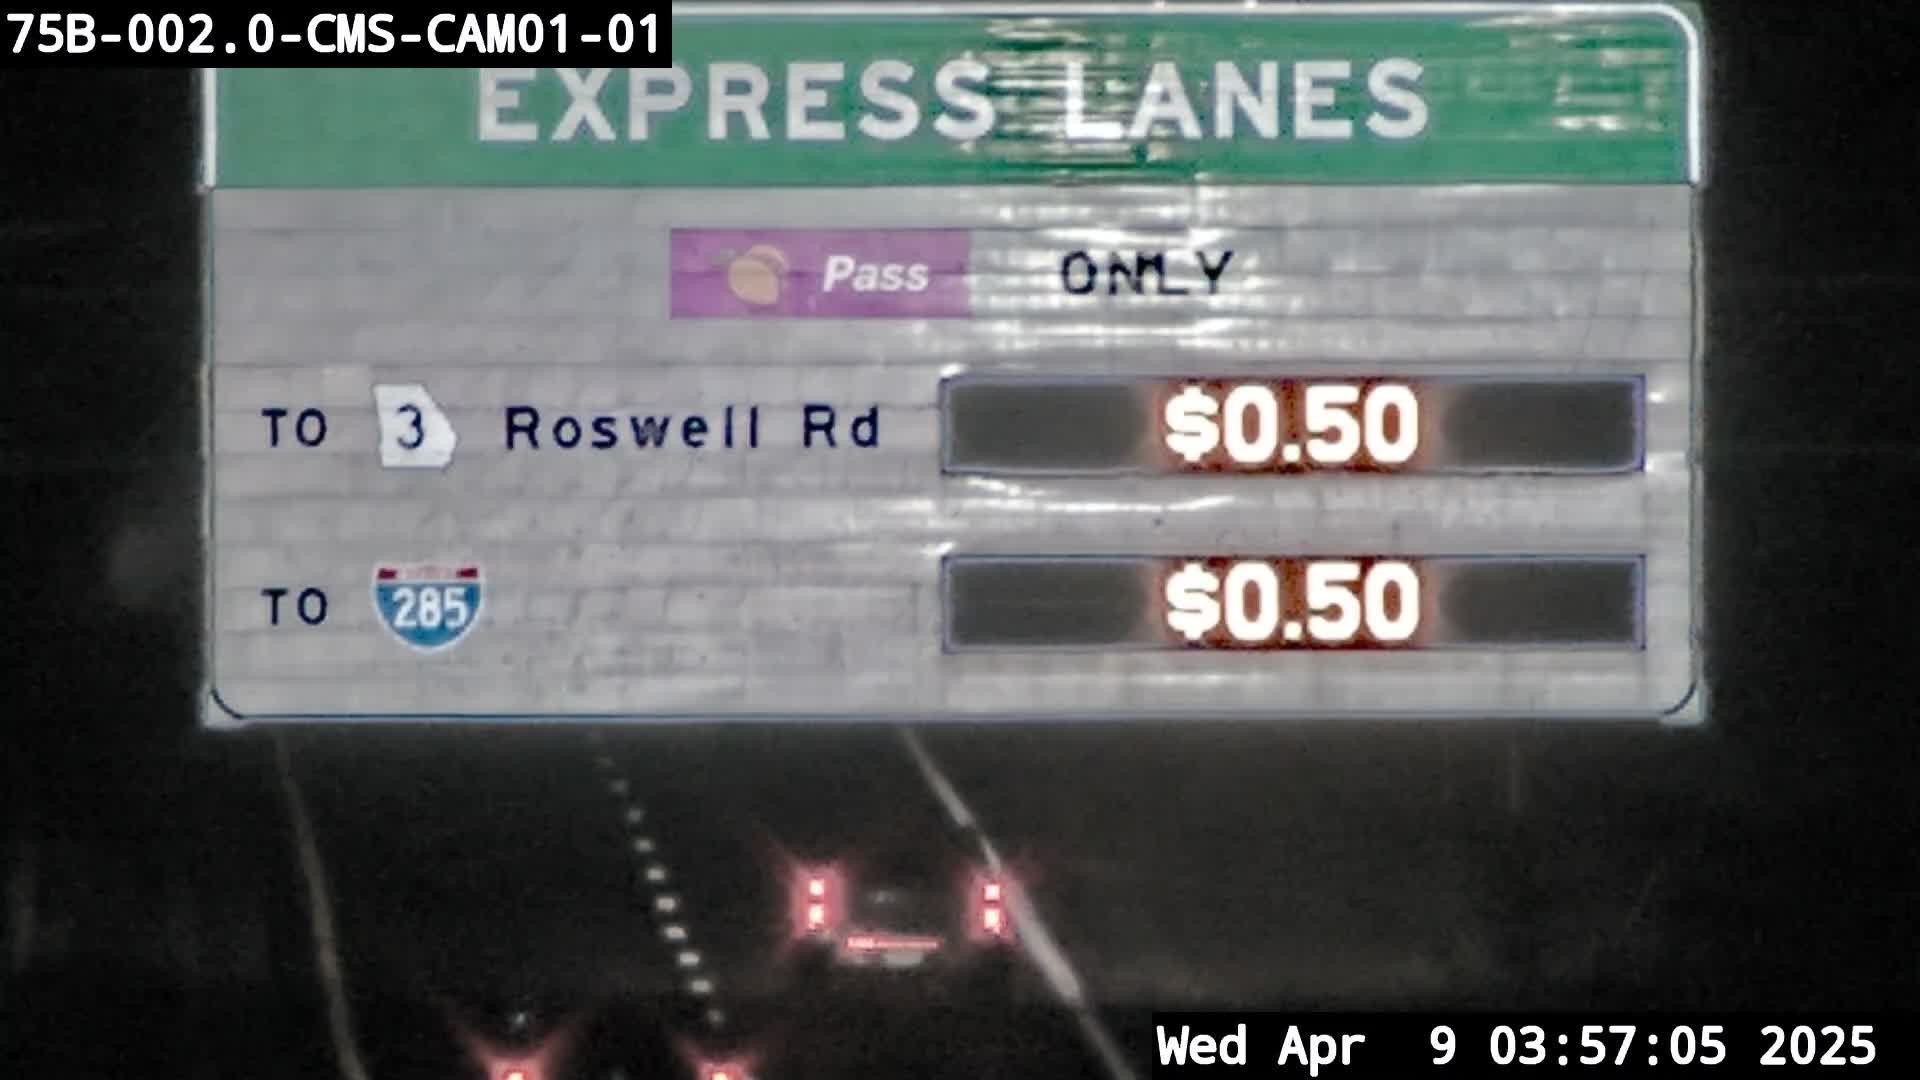 75B-002.0-CMS-CAM01-01
EXPRESS LANES
Pass ONLY
TO 3 Roswell Rd $0.50
TO 285 $0.50
Wed Apr 9 03:57:05 2025